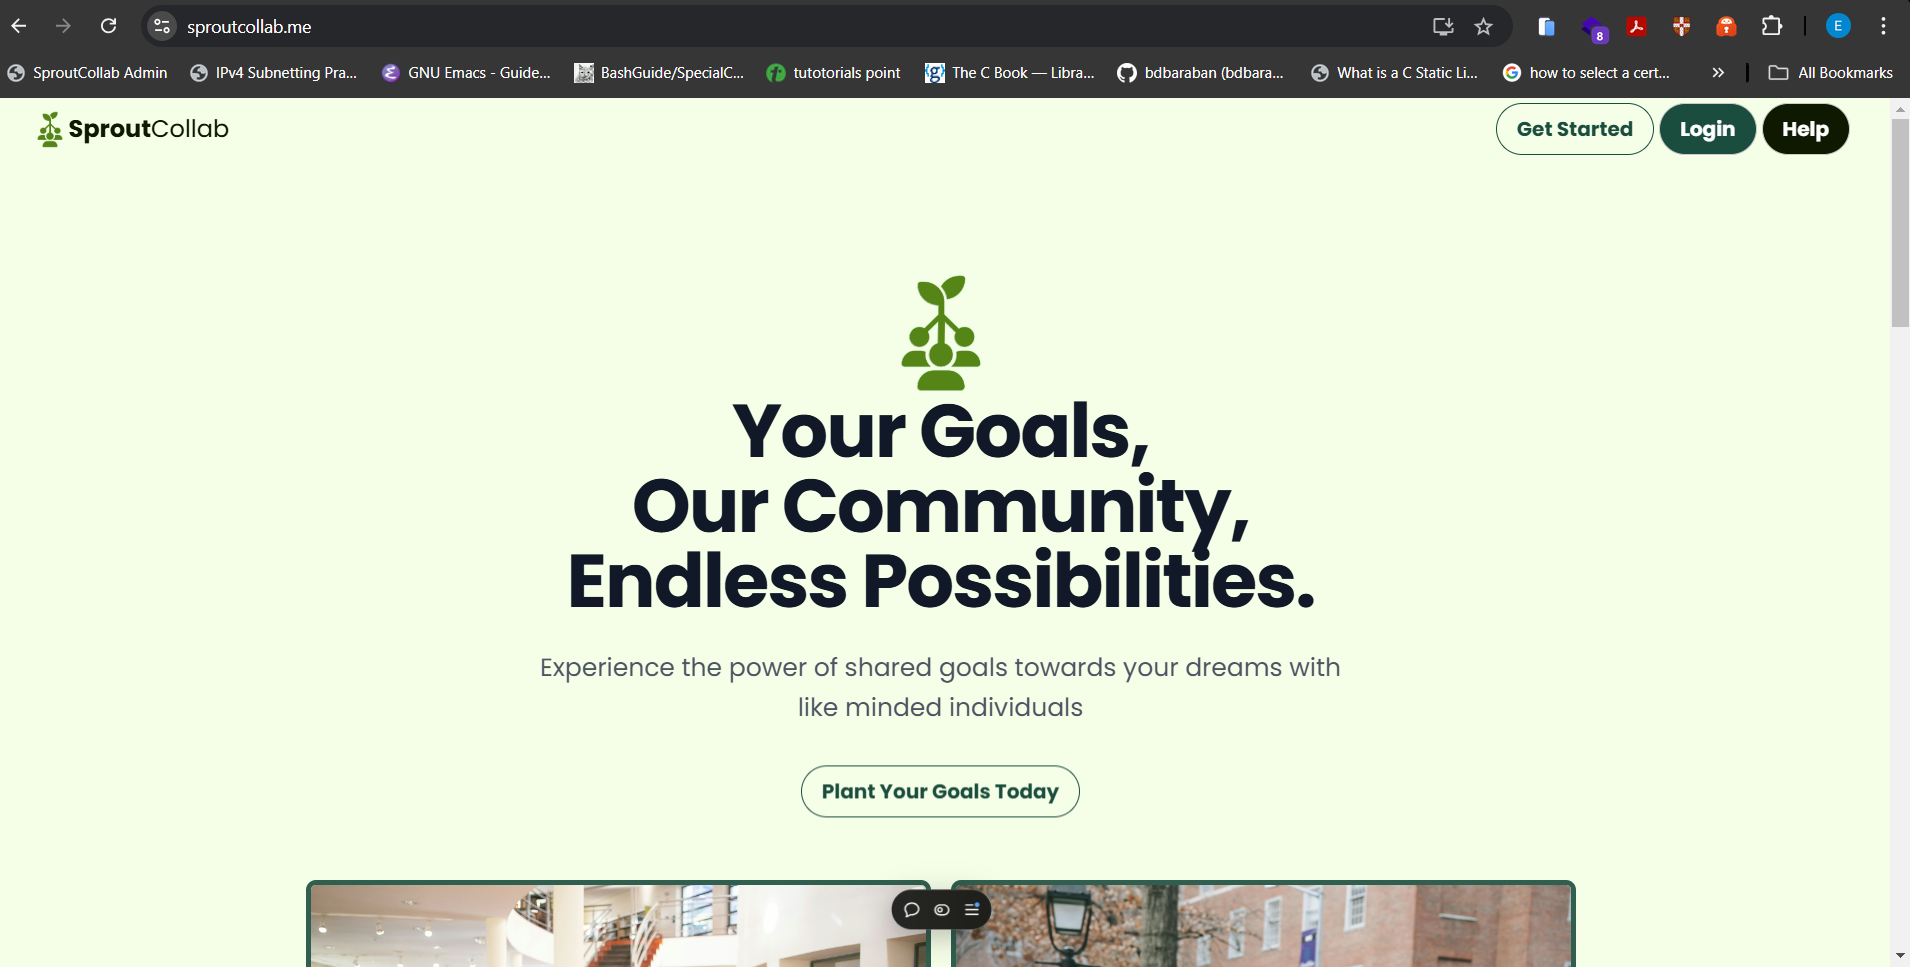 sproutcollab.me
8
E
SproutCollab Admin
IPv4 Subnetting Pra...
GNU Emacs - Guide...
BashGuide/SpecialC...
tutotorials point
The C Book — Libra...
bdbaraban (bdbara...
What is a C Static Li...
how to select a cert...
All Bookmarks
SproutCollab
Get Started
Login
Help
Your Goals,
Our Community,
Endless Possibilities.
Experience the power of shared goals towards your dreams with
like minded individuals
Plant Your Goals Today